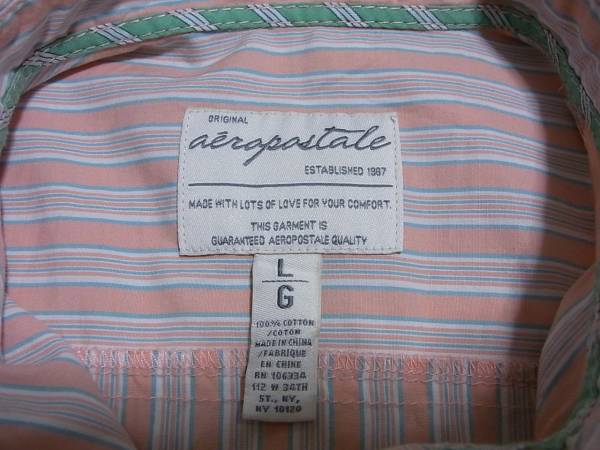 ORIGINAL
aéropostale
ESTABLISHED 1987
MADE WITH LOTS OF LOVE FOR YOUR COMFORT.
THIS GARMENT IS
GUARANTEED AEROPOSTALE QUALITY
L
G
100% COTTON
/COTON
MADE IN CHINA
/FABRIQUE
EN CHINE
RN 106334
112 W 34TH
ST., NY,
NY 10120